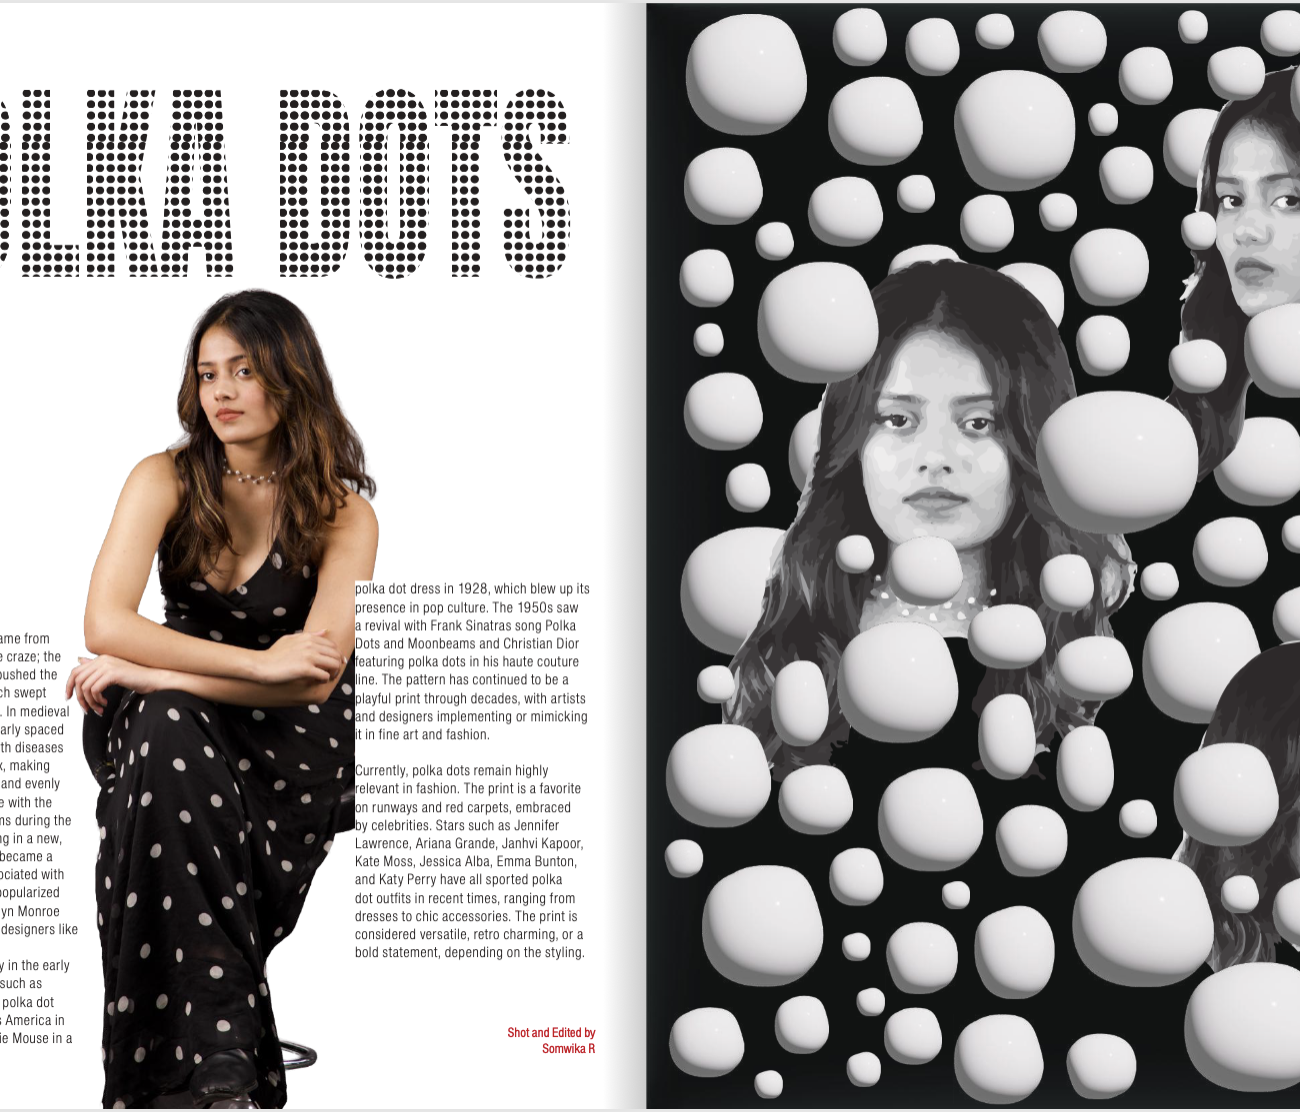 LKA DOTS
ame from
craze; the
pushed the
swept
. In medieval
spaced
diseases
, making
and evenly
with the
during the
in a new,
became a
with
popularized
Monroe
designers like
in the early
such as
polka dot
America in
Mouse in a
polka dot dress in 1928, which blew up its
presence in pop culture. The 1950s saw
a revival with Frank Sinatras song Polka
Dots and Moonbeams and Christian Dior
featuring polka dots in his haute couture
line. The pattern has continued to be a
playful print through decades, with artists
and designers implementing or mimicking
it in fine art and fashion.
Currently, polka dots remain highly
relevant in fashion. The print is a favorite
on runways and red carpets, embraced
by celebrities. Stars such as Jennifer
Lawrence, Ariana Grande, Janhvi Kapoor,
Kate Moss, Jessica Alba, Emma Bunton,
and Katy Perry have all sported polka
dot outfits in recent times, ranging from
dresses to chic accessories. The print is
considered versatile, retro charming, or a
bold statement, depending on the styling.
Shot and Edited by
Somwika R